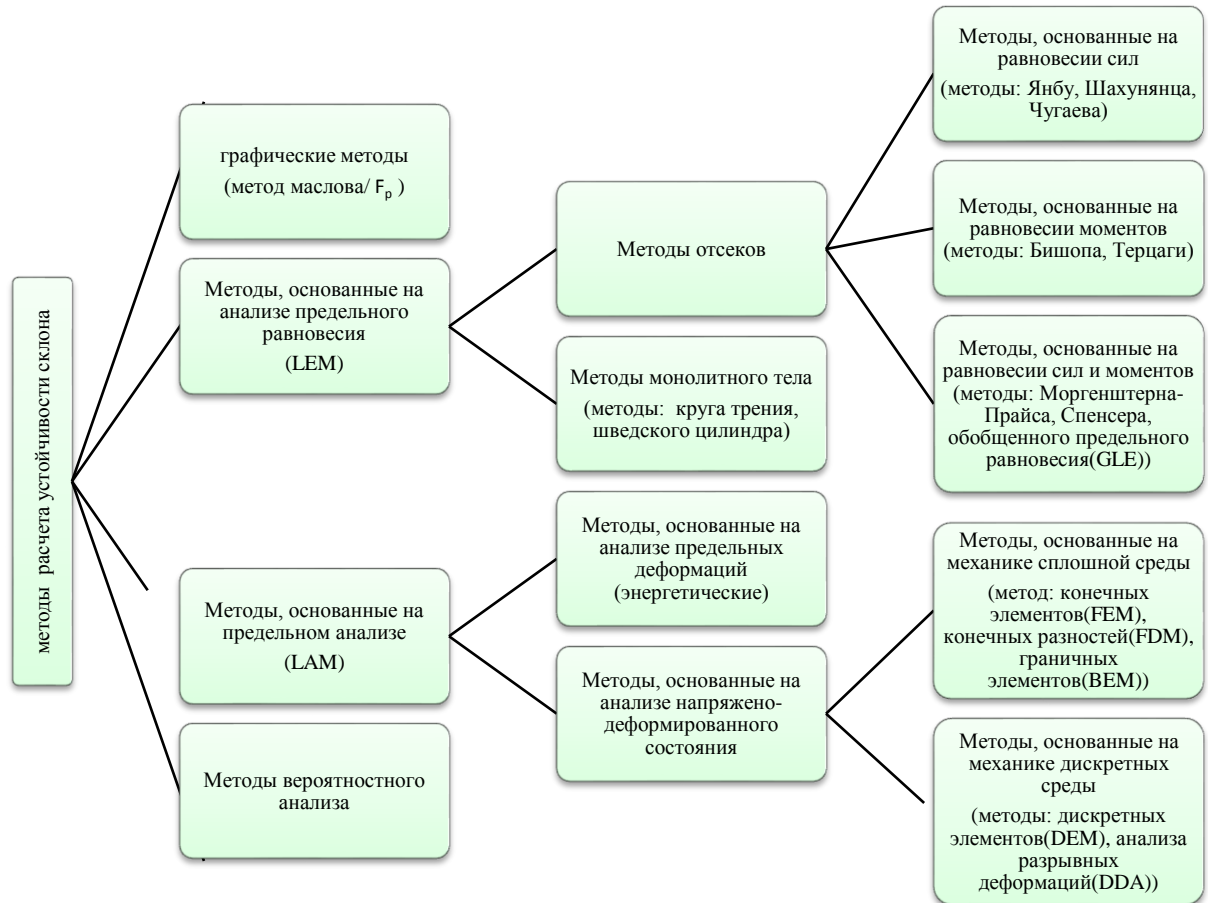 методы расчета устойчивости склона
графические методы
(метод маслова/ Fр )
Методы, основанные на
анализе предельного
равновесия
(LEM)
Методы, основанные на
предельном анализе
(LAM)
Методы вероятностного
анализа
Методы отсеков
Методы монолитного тела
(методы: круга трения,
шведского цилиндра)
Методы, основанные на
анализе предельных
деформаций
(энергетические)
Методы, основанные на
анализе напряжено-
деформированного
состояния
Методы, основанные на
равновесии сил
(методы: Янбу, Шахунянца,
Чугаева)
Методы, основанные на
равновесии моментов
(методы: Бишопа, Терцаги)
Методы, основанные на
равновесии сил и моментов
(методы: Моргенштерна-
Прайса, Спенсера,
обобщенного предельного
равновесия(GLE))
Методы, основанные на
механике сплошной среды
(метод: конечных
элементов(FEM),
конечных разностей(FDM),
граничных
элементов(BEM))
Методы, основанные на
механике дискретных
среды
(методы: дискретных
элементов(DEM), анализа
разрывных
деформаций(DDA))